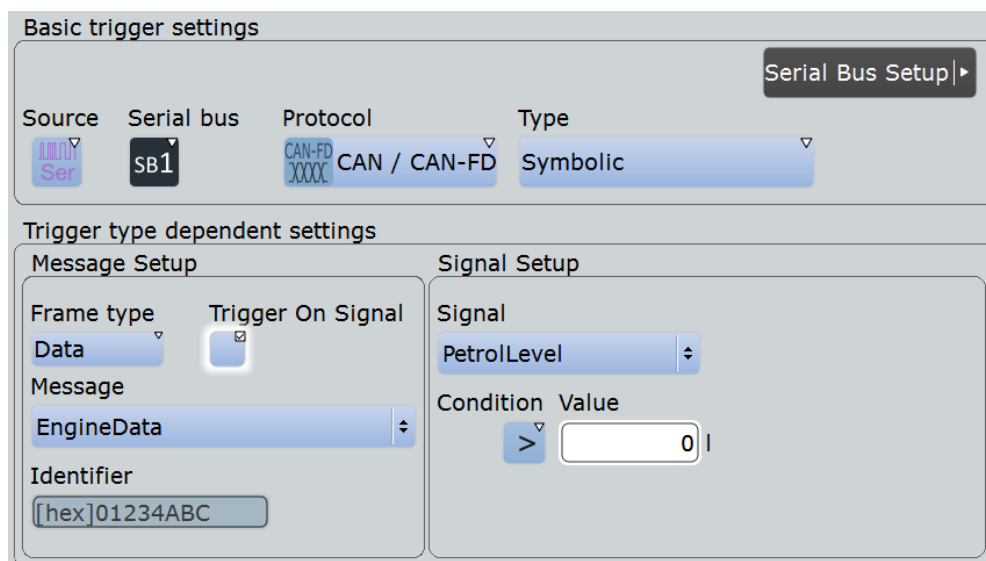 Basic trigger settings
Serial Bus Setup
Source Serial bus Protocol Type
Ser SB1 CAN-FD XXXX CAN / CAN-FD Symbolic
Trigger type dependent settings
Message Setup Signal Setup
Frame type Trigger On Signal Signal
Data PetrolLevel
Message Condition Value
EngineData > 0 l
Identifier
[hex]01234ABC